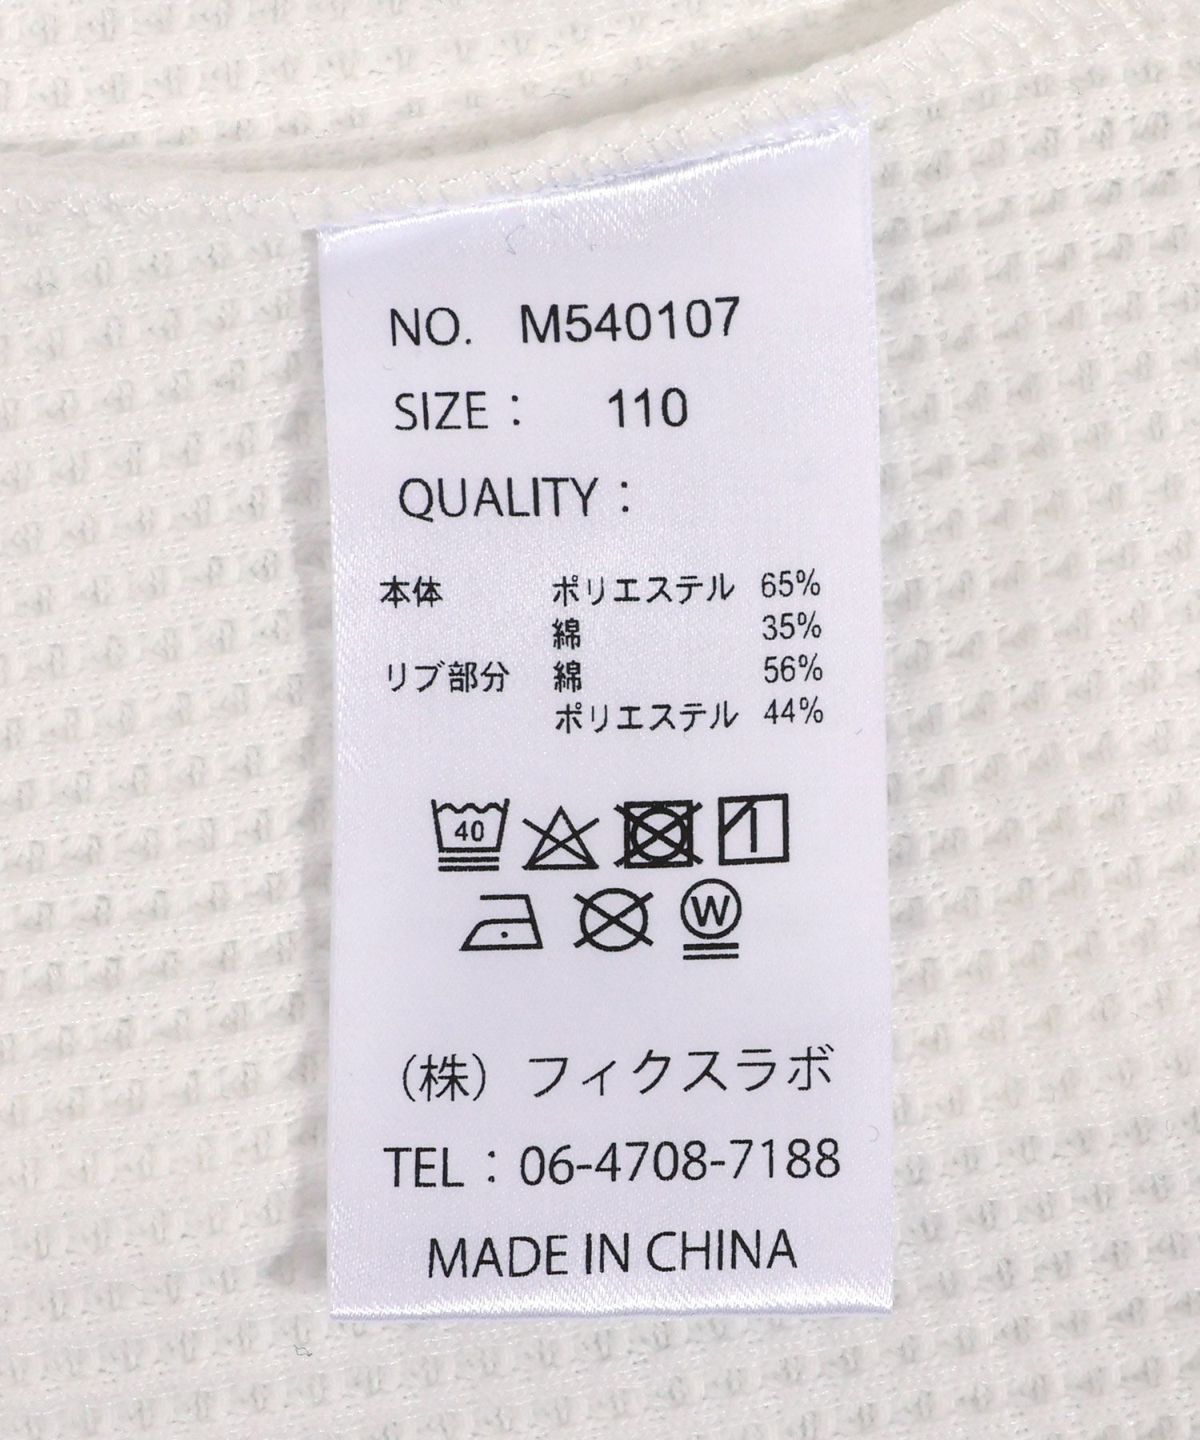 NO. M540107
SIZE： 110
QUALITY：
本体 ポリエステル 65%
綿 35%
リブ部分 綿 56%
ポリエステル 44%
40
W
（株）フィクスラボ
TEL：06-4708-7188
MADE IN CHINA